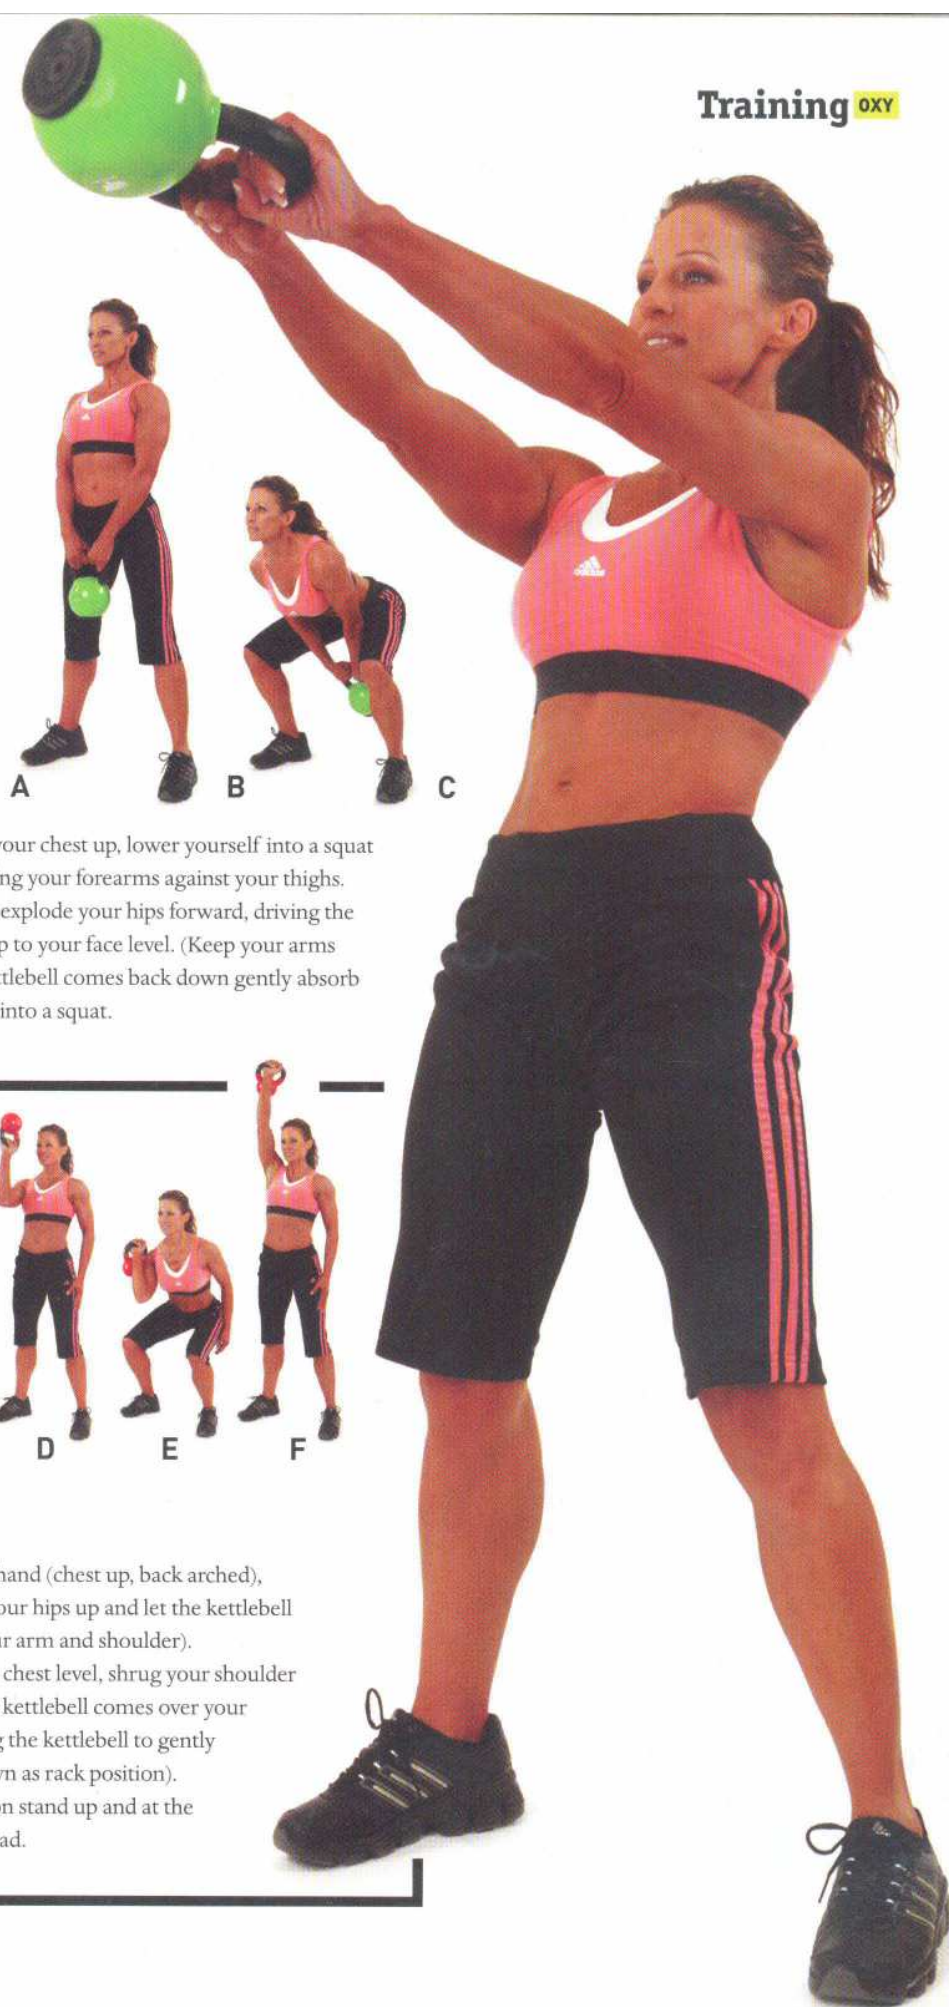 Training OXY
adidas
A
B
C
your chest up, lower yourself into a squat
ng your forearms against your thighs.
explode your hips forward, driving the
p to your face level. (Keep your arms
tlebell comes back down gently absorb
into a squat.
D
E
F
hand (chest up, back arched),
our hips up and let the kettlebell
r arm and shoulder).
chest level, shrug your shoulder
kettlebell comes over your
g the kettlebell to gently
n as rack position).
on stand up and at the
ad.